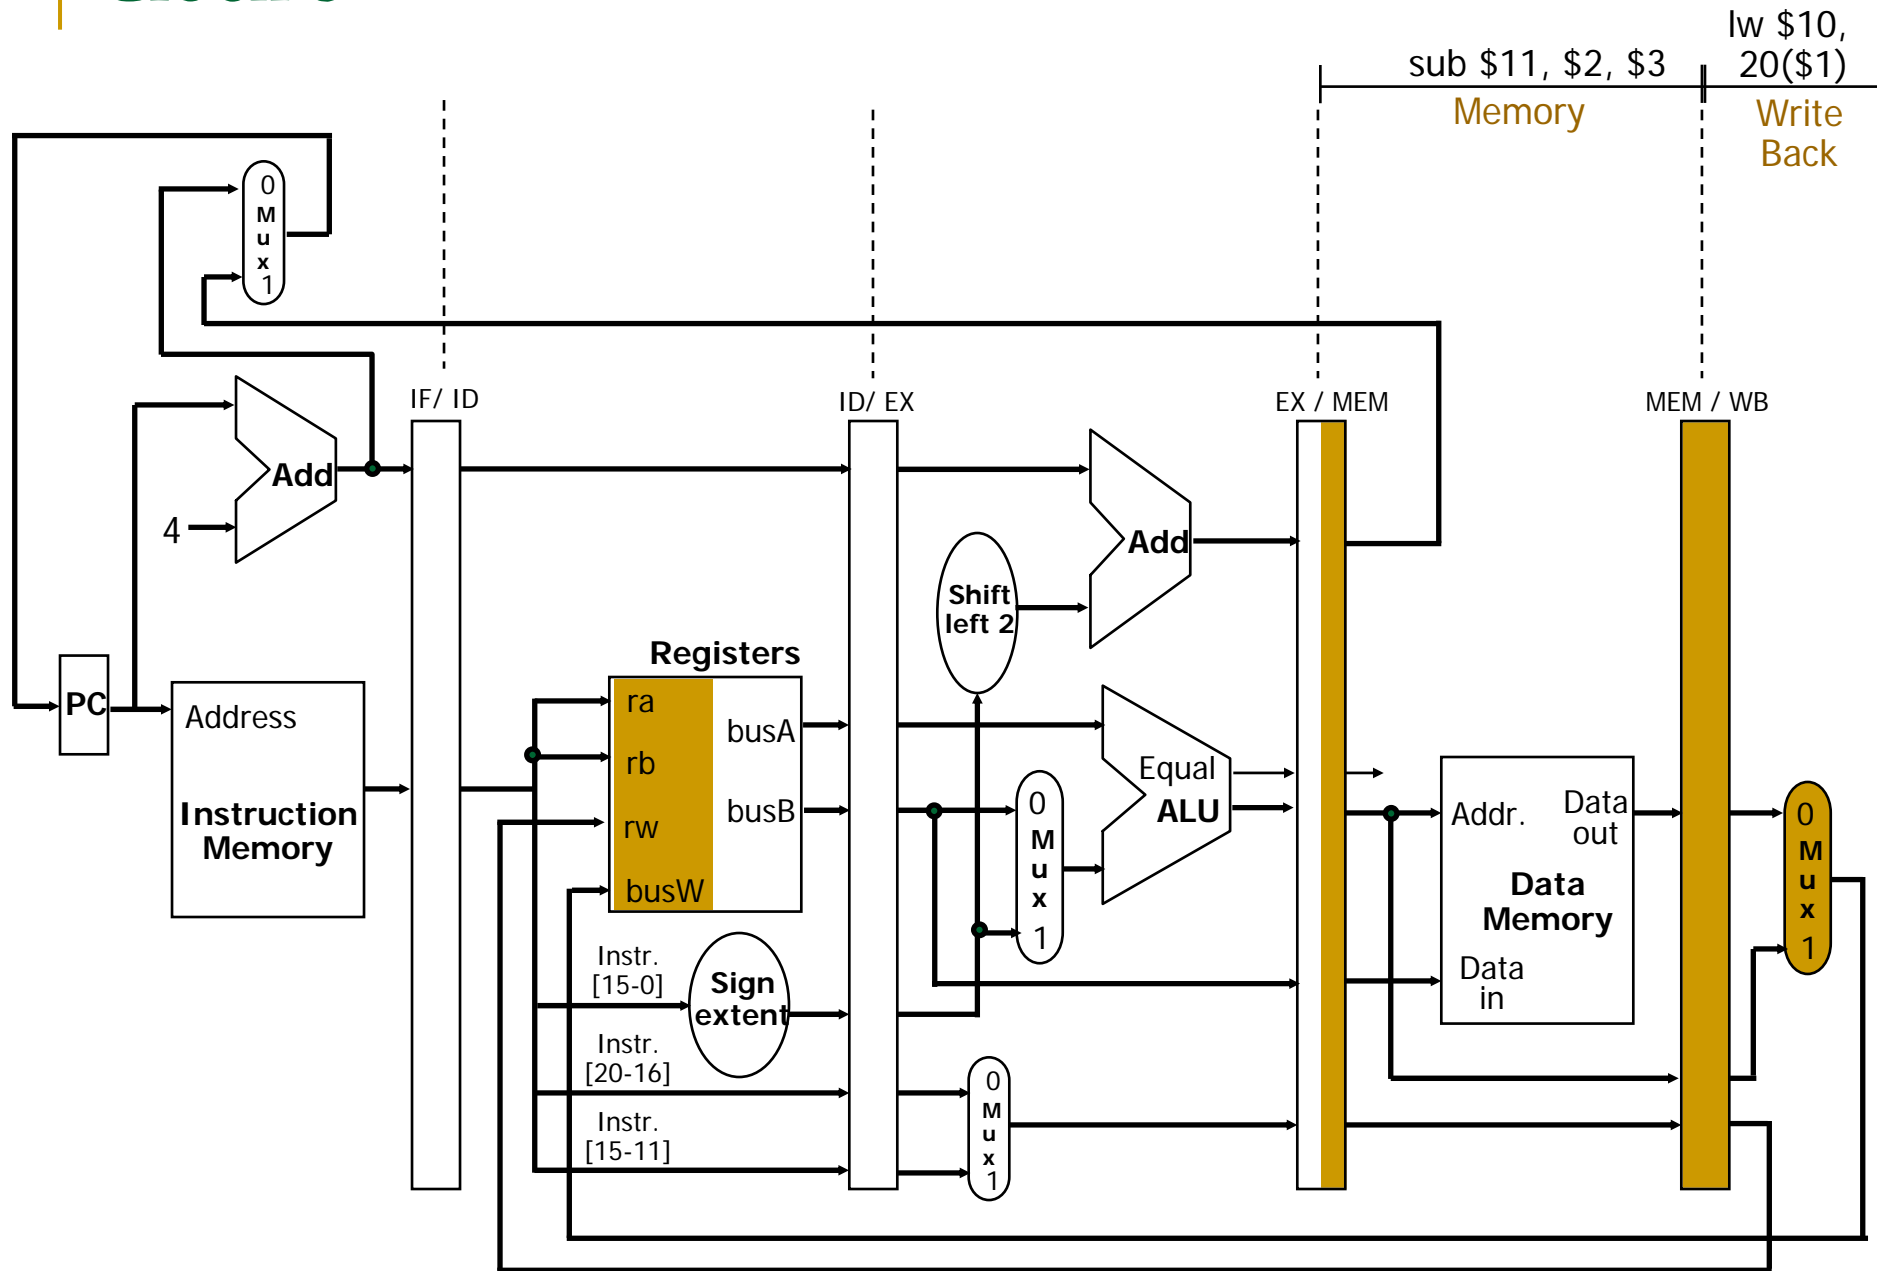 lw $10,
sub $11, $2, $3
20($1)
Memory
Write
Back
0
M
u
x
1
IF/ ID
ID/ EX
EX / MEM
MEM / WB
Add
4
Add
Shift
left 2
Registers
PC
Address
Instruction
Memory
ra
rb
rw
busW
busA
busB
Equal
ALU
0
M
u
x
1
Addr.
Data
out
Data
Memory
Data
in
0
M
u
x
1
Instr.
[15-0]
Sign
extent
Instr.
[20-16]
Instr.
[15-11]
0
M
u
x
1